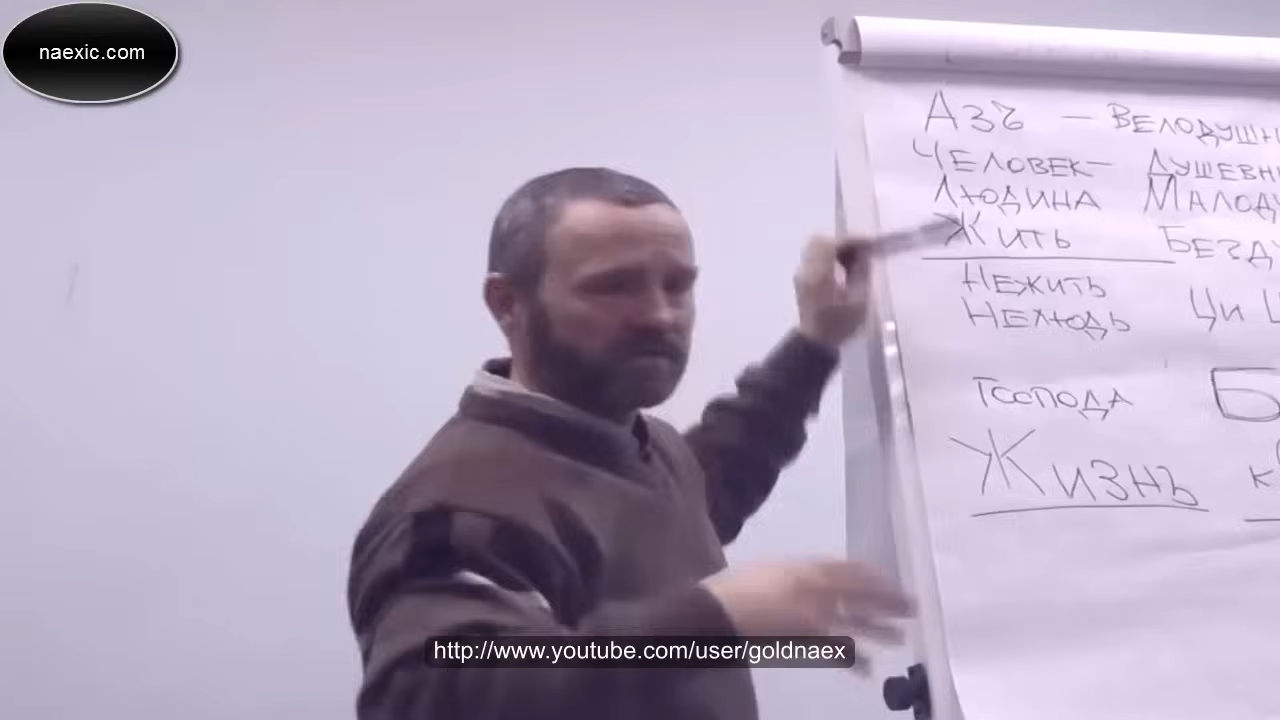 naexic.com
АЗЪ — ВЕЛОДУШН
ЧЕЛОВЕК — ДУШЕВН
ЛЮДИНА МАЛОДУ
ЖИТЬ БЕЗД
НЕЖИТЬ
НЕЛЮДЬ ЦИ
ГОСПОДА Б
ЖИЗНЬ К
http://www.youtube.com/user/goldnaex